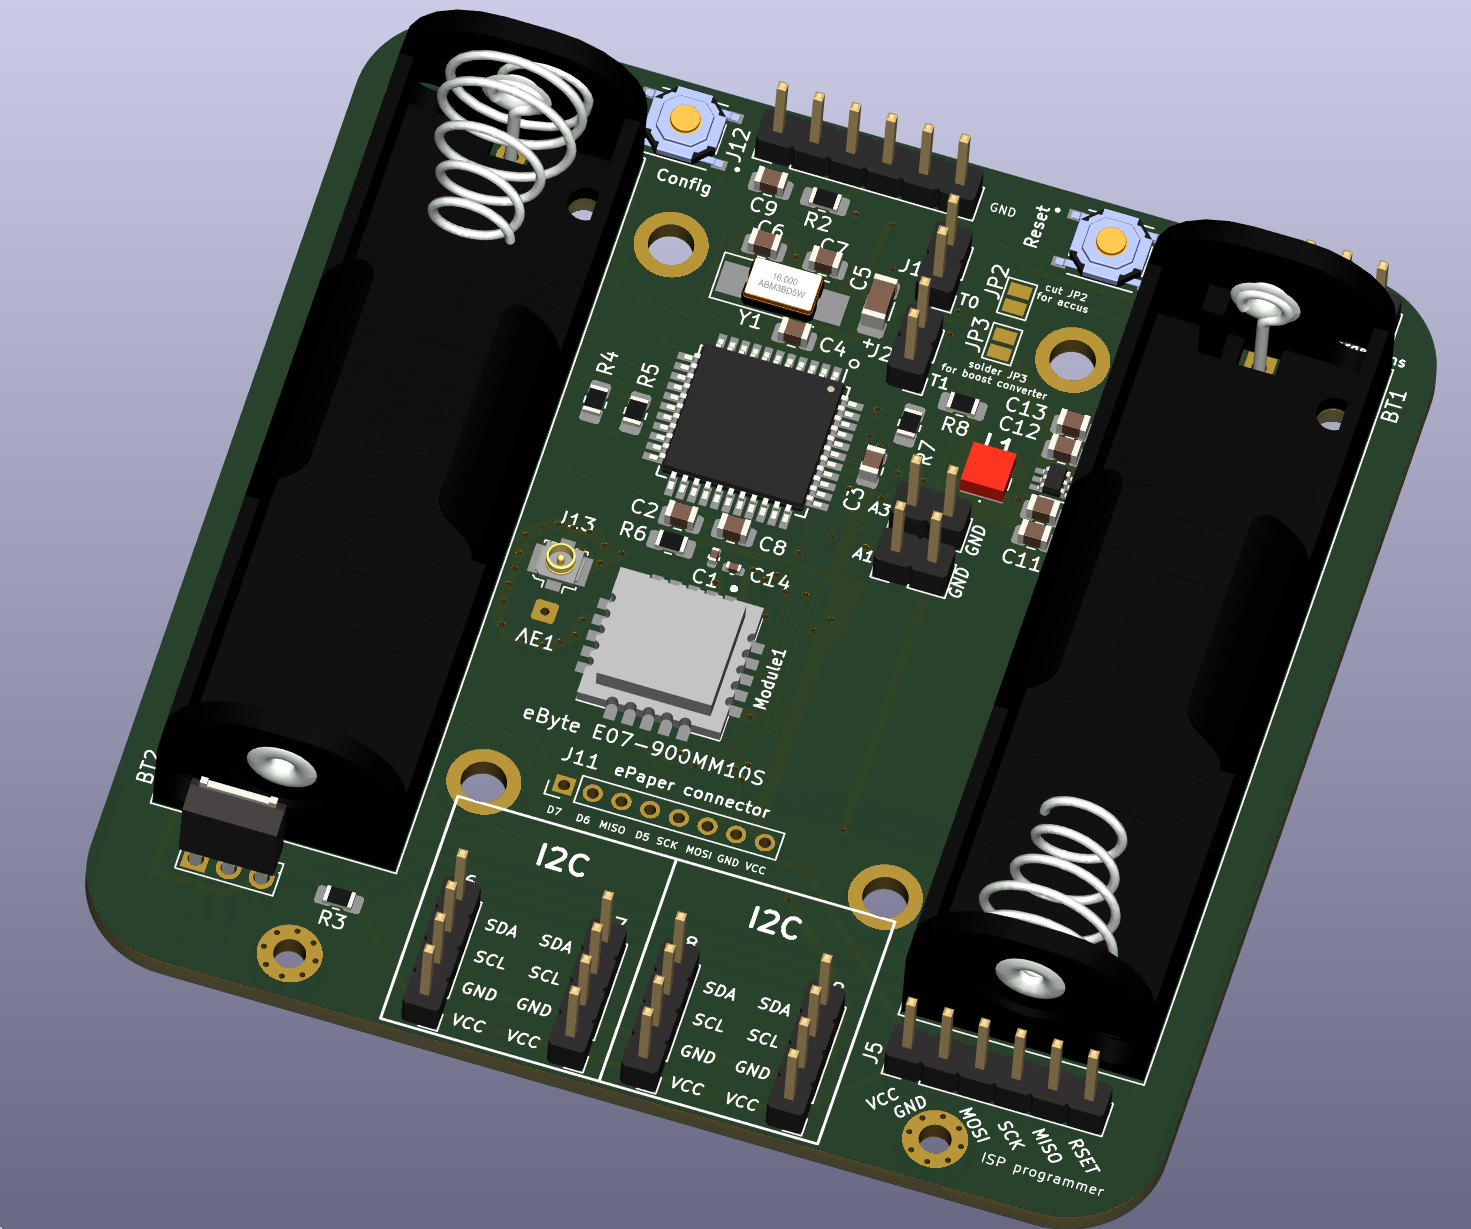 J12
Config
C9
R2
GND
Reset
C6
C7
C5
J1
T0
JP2
cut JP2
for accus
16.000
ABM3BD5W
Y1
C4
+J2
T1
JP3
solder JP3
for boost converter
BT1
R4
R5
R8
R7
C13
C12
L1
C3
A3
GND
A1
GND
C11
C2
R6
C8
J13
C1
C14
AE1
Module1
eByte E07-900MM10S
BT2
J11
ePaper connector
D7 D6 MISO D5 SCK MOSI GND VCC
R3
I2C
SDA SDA
SCL SCL
GND GND
VCC VCC
I2C
8
SDA SDA
SCL SCL
GND GND
VCC VCC
J5
VCC
GND
MOSI
SCK
MISO
RSET
ISP programmer